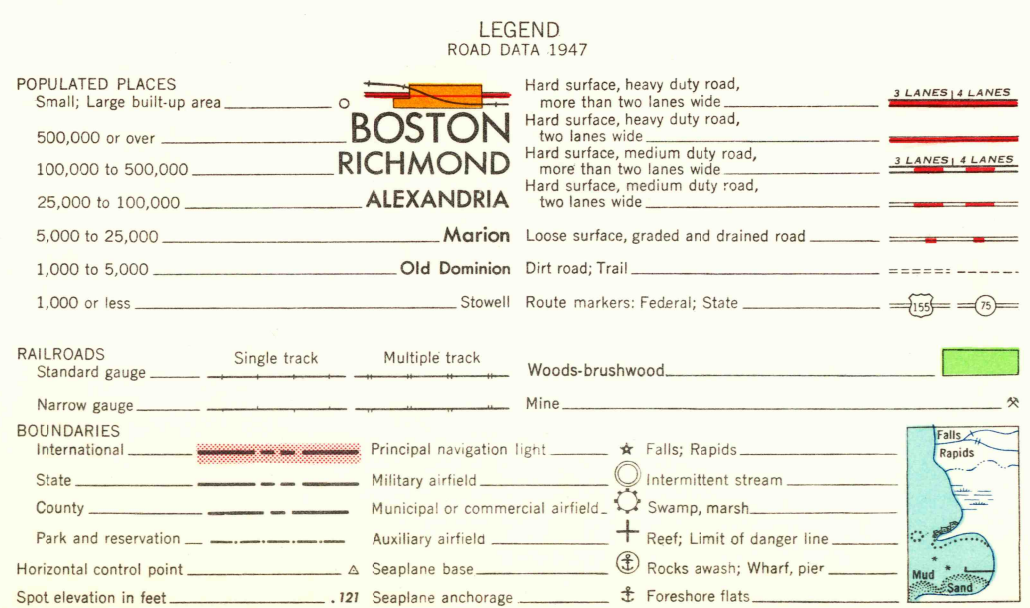 LEGEND
ROAD DATA 1947
POPULATED PLACES
Small; Large built-up area
500,000 or over BOSTON
100,000 to 500,000 RICHMOND
25,000 to 100,000 ALEXANDRIA
5,000 to 25,000 Marion
1,000 to 5,000 Old Dominion
1,000 or less Stowell
Hard surface, heavy duty road,
more than two lanes wide 3 LANES | 4 LANES
Hard surface, heavy duty road,
two lanes wide
Hard surface, medium duty road,
more than two lanes wide 3 LANES | 4 LANES
Hard surface, medium duty road,
two lanes wide
Loose surface, graded and drained road
Dirt road; Trail
Route markers: Federal; State 155 75
RAILROADS Single track Multiple track
Standard gauge
Narrow gauge
Woods-brushwood
Mine
BOUNDARIES
International
State
County
Park and reservation
Horizontal control point
Spot elevation in feet .121
Principal navigation light
Military airfield
Municipal or commercial airfield
Auxiliary airfield
Seaplane base
Seaplane anchorage
Falls; Rapids
Intermittent stream
Swamp, marsh
Reef; Limit of danger line
Rocks awash; Wharf, pier
Foreshore flats
Falls
Rapids
Mud
Sand